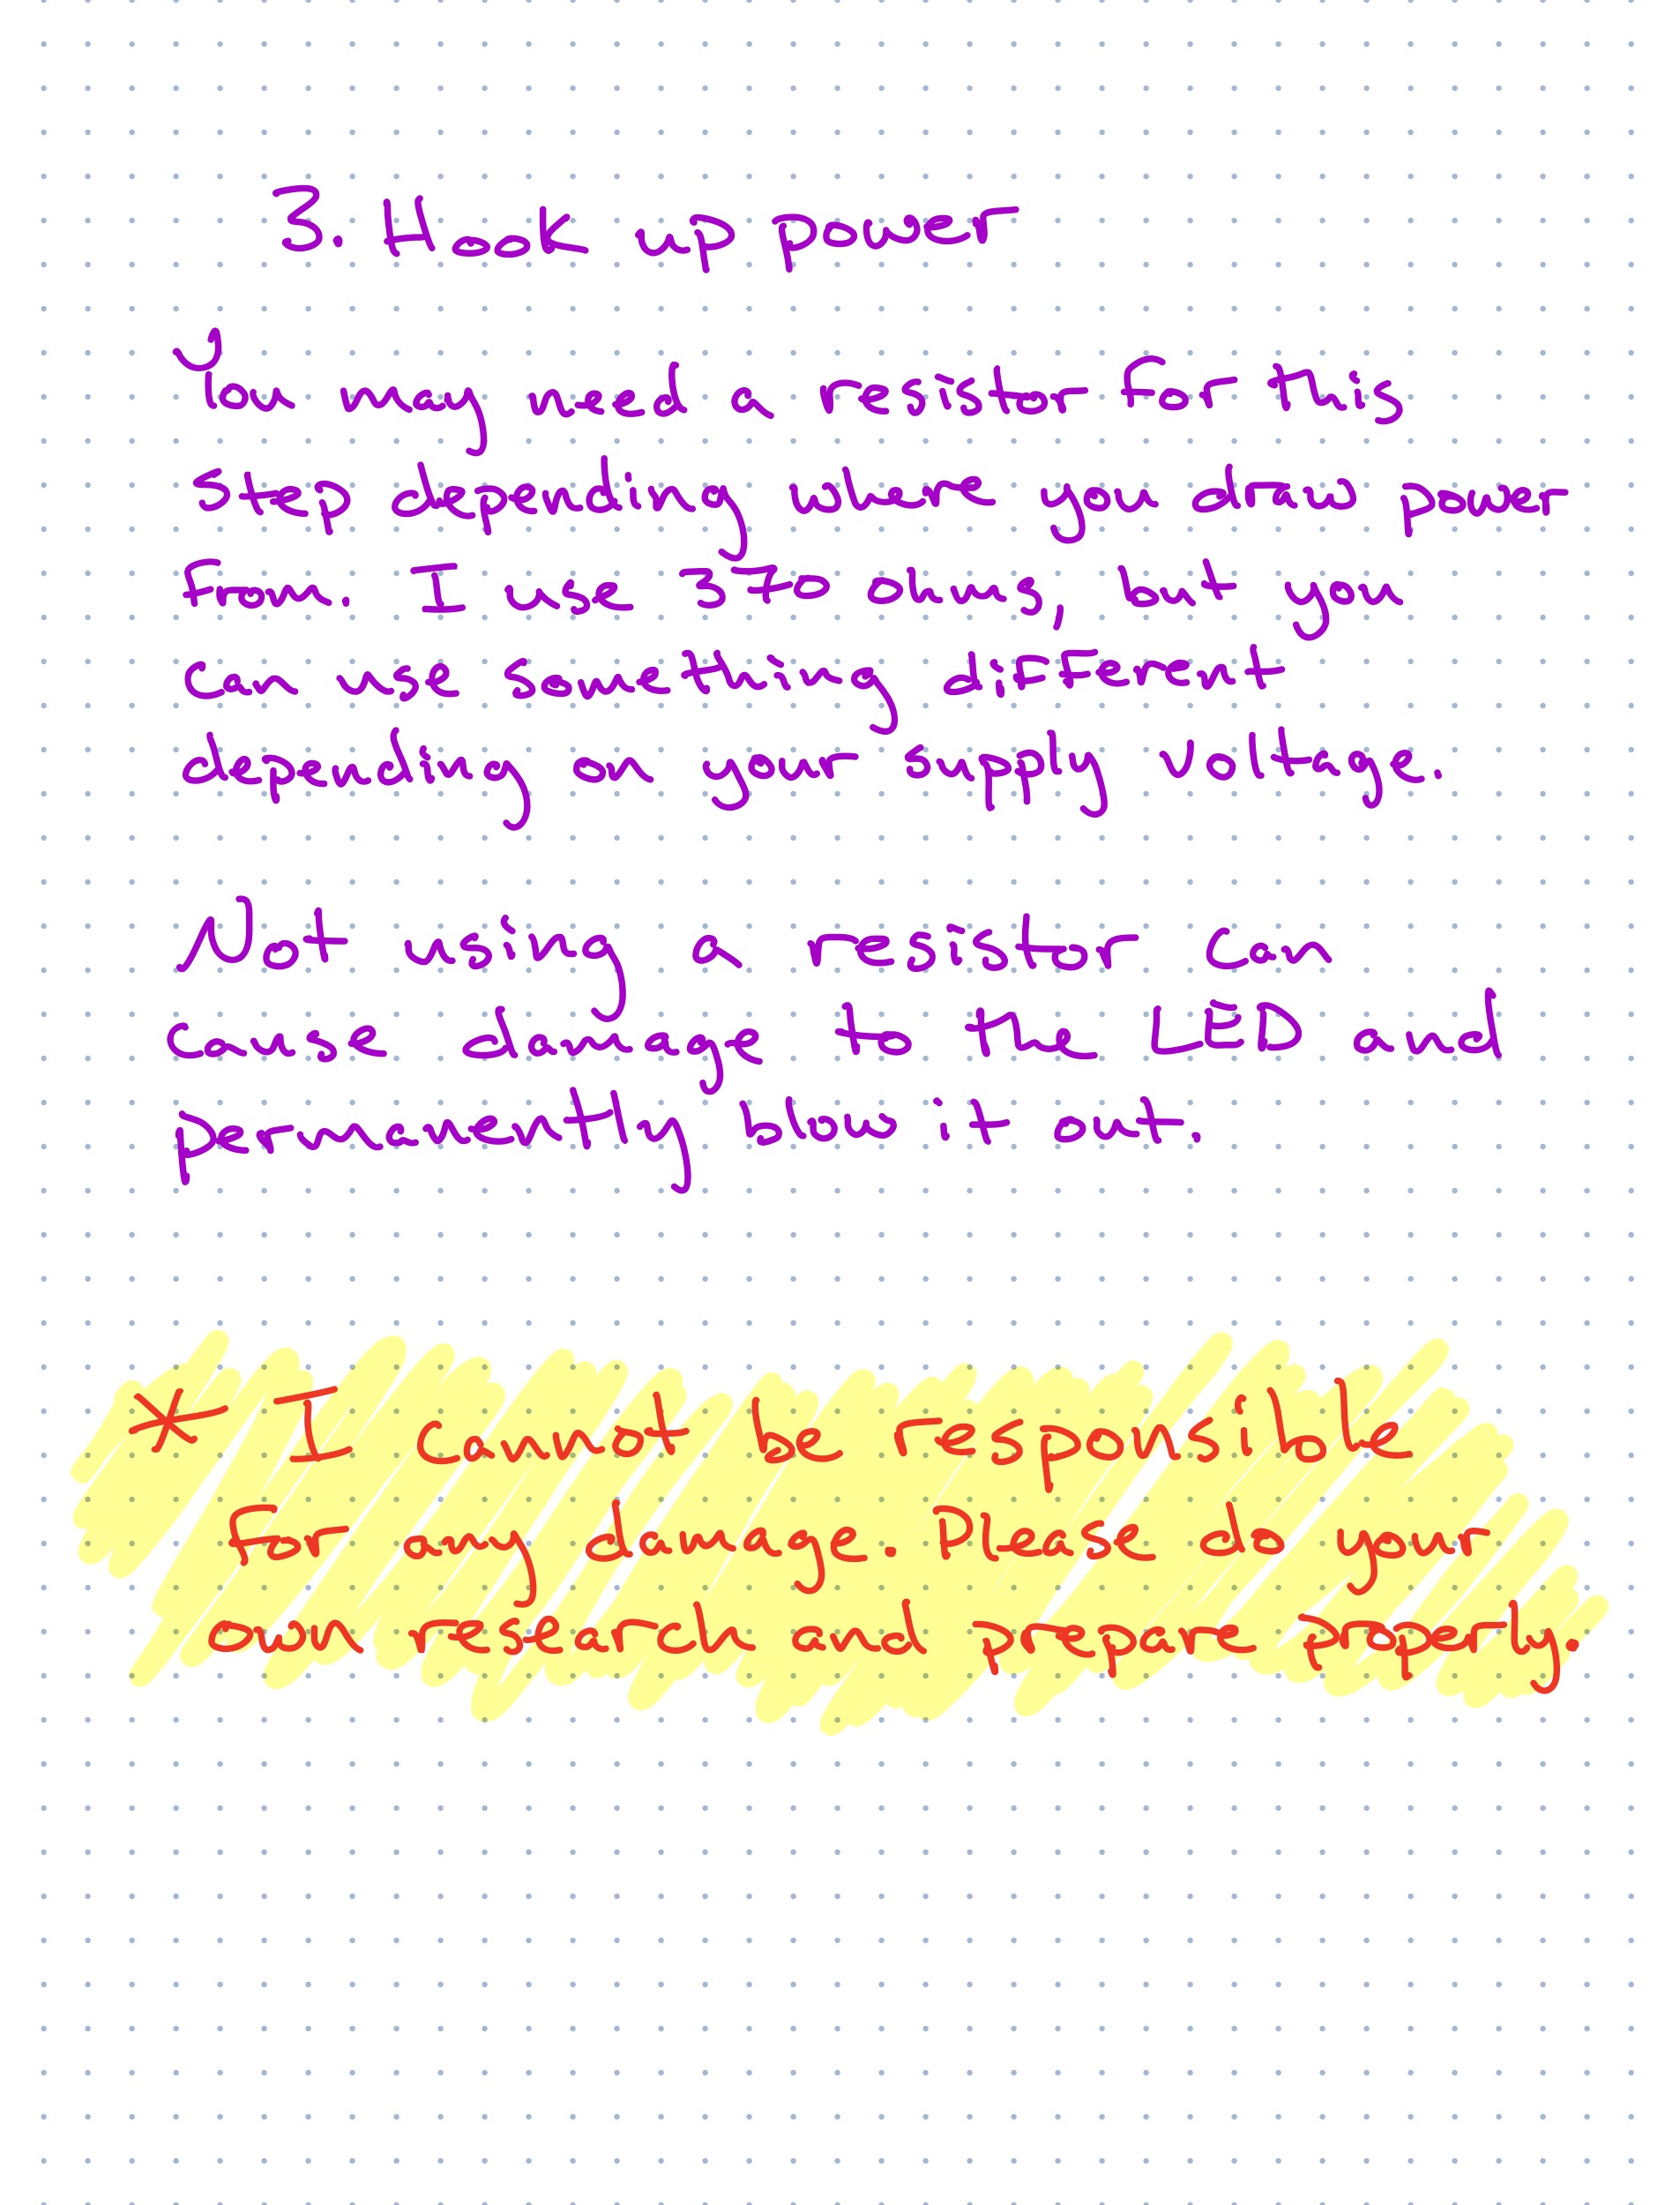 3. Hook up power
You may need a resistor for this
step depending where you draw power
from. I use 370 ohms, but you
can use something different
depending on your supply voltage.
Not using a resistor can
cause damage to the LED and
permanently blow it out.
* I cannot be responsible
for any damage. Please do your
own research and prepare properly.